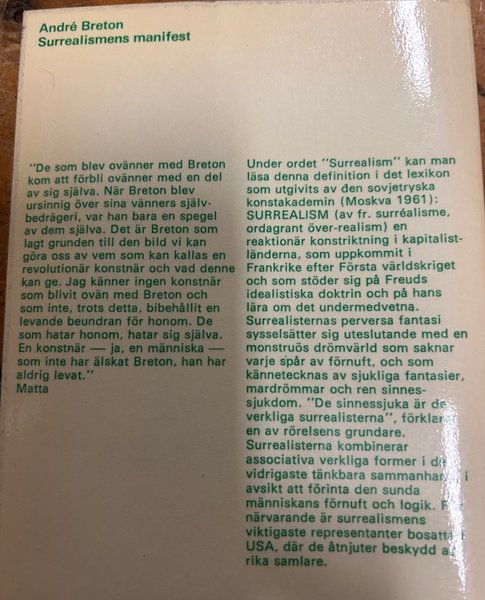 André Breton
Surrealismens manifest
"De som blev ovänner med Breton
kom att förbli ovänner med en del
av sig själva. När Breton blev
ursinnig över sina vänners själv-
bedrägeri, var han bara en spegel
av dem själva. Det är Breton som
lagt grunden till den bild vi kan
göra oss av vem som kan kallas en
revolutionär konstnär och vad denne
kan ge. Jag känner ingen konstnär
som blivit ovän med Breton och
som inte, trots detta, bibehållit en
levande beundran för honom. De
som hatar honom, hatar sig själva.
En konstnär — ja, en människa —
som inte har älskat Breton, han har
aldrig levat."
Matta
Under ordet "Surrealism" kan man
läsa denna definition i det lexikon
som utgivits av den sovjetryska
konstakademin (Moskva 1961):
SURREALISM (av fr. surréalisme,
ordagrant över-realism) en
reaktionär konstriktning i kapitalist-
länderna, som uppkommit i
Frankrike efter Första världskriget
och som stöder sig på Freuds
idealistiska doktrin och på hans
lära om det undermedvetna.
Surrealisternas perversa fantasi
sysselsätter sig uteslutande med en
monstruös drömvärld som saknar
varje spår av förnuft, och som
kännetecknas av sjukliga fantasier,
mardrömmar och ren sinnes-
sjukdom. "De sinnessjuka är de
verkliga surrealisterna", förklarar
en av rörelsens grundare.
Surrealisterna kombinerar
associativa verkliga former i de
vidrigaste tänkbara sammanhang, i
avsikt att förinta den sunda
människans förnuft och logik.
närvarande är surrealismens
viktigaste representanter bosatta i
USA, där de åtnjuter beskydd av
rika samlare.